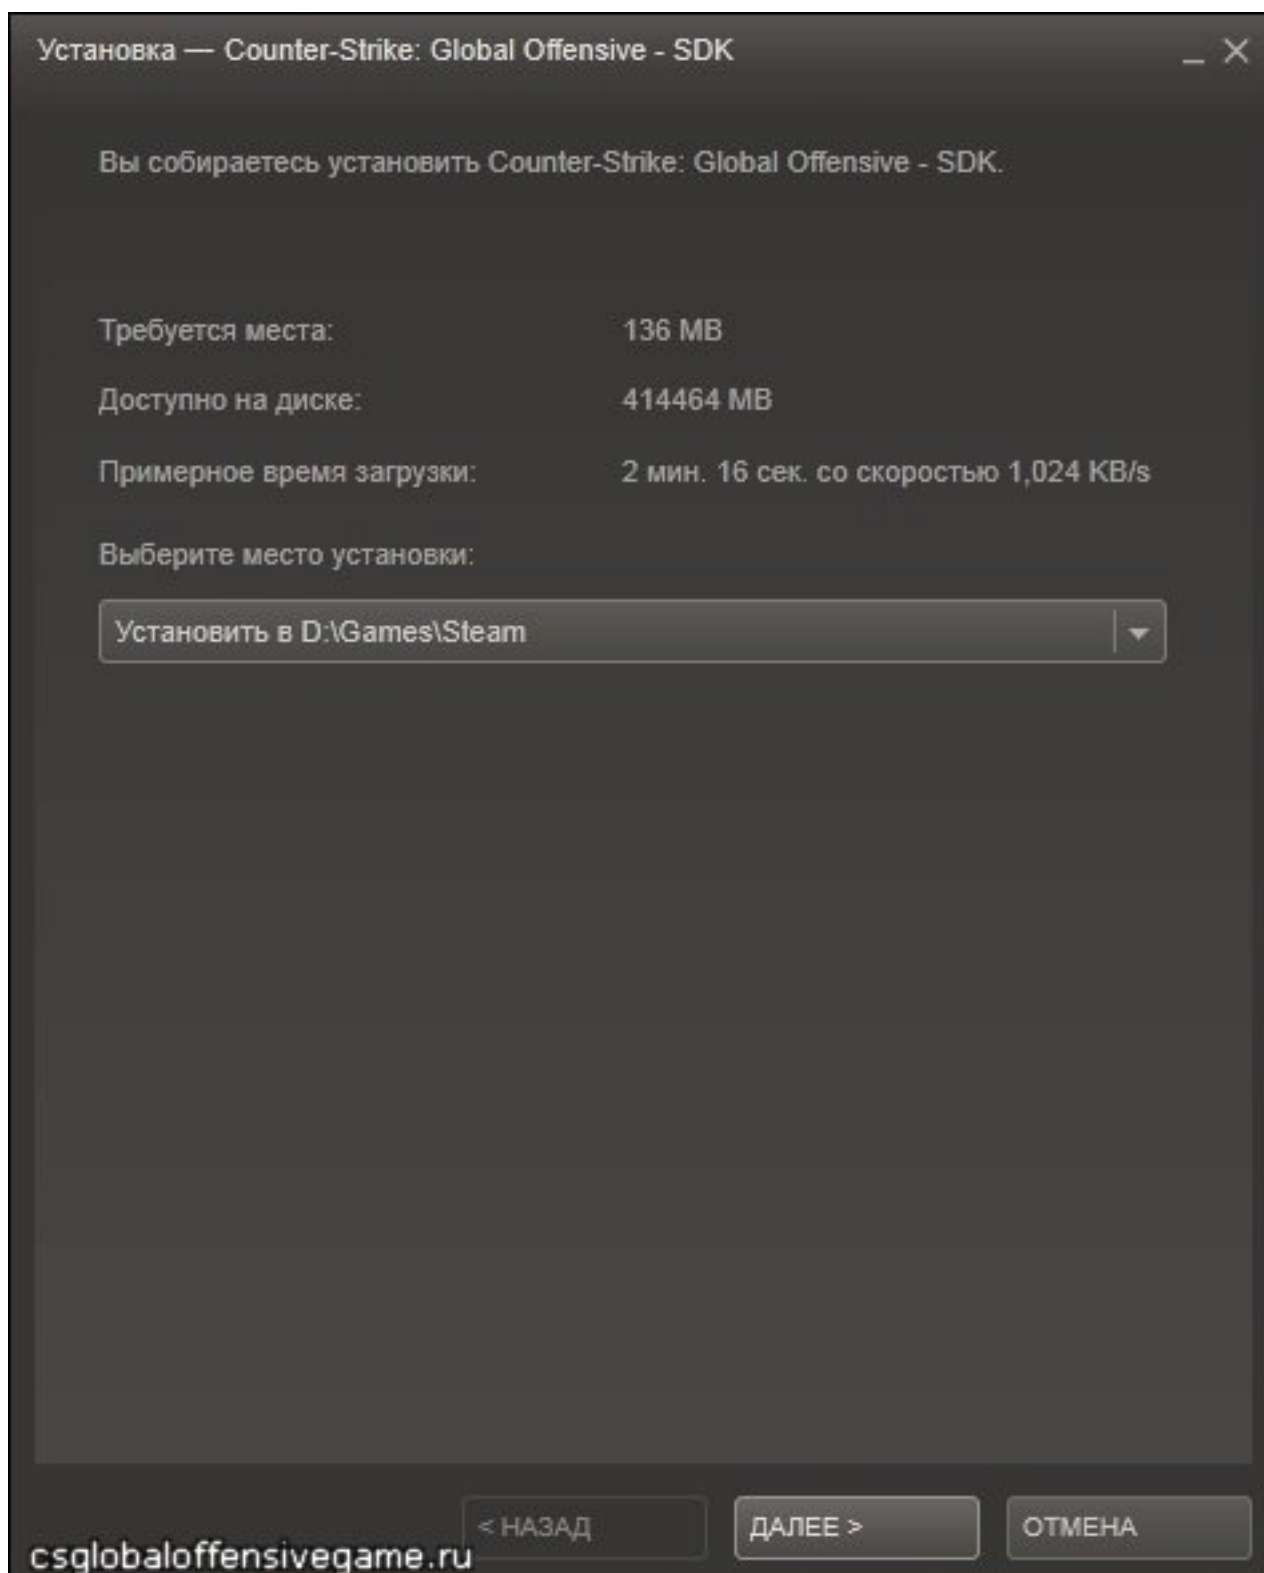 Установка — Counter-Strike: Global Offensive - SDK
Вы собираетесь установить Counter-Strike: Global Offensive - SDK.
Требуется места: 136 MB
Доступно на диске: 414464 MB
Примерное время загрузки: 2 мин. 16 сек. со скоростью 1,024 KB/s
Выберите место установки:
Установить в D:\Games\Steam
< НАЗАД ДАЛЕЕ > ОТМЕНА
csglobaloffensivegame.ru